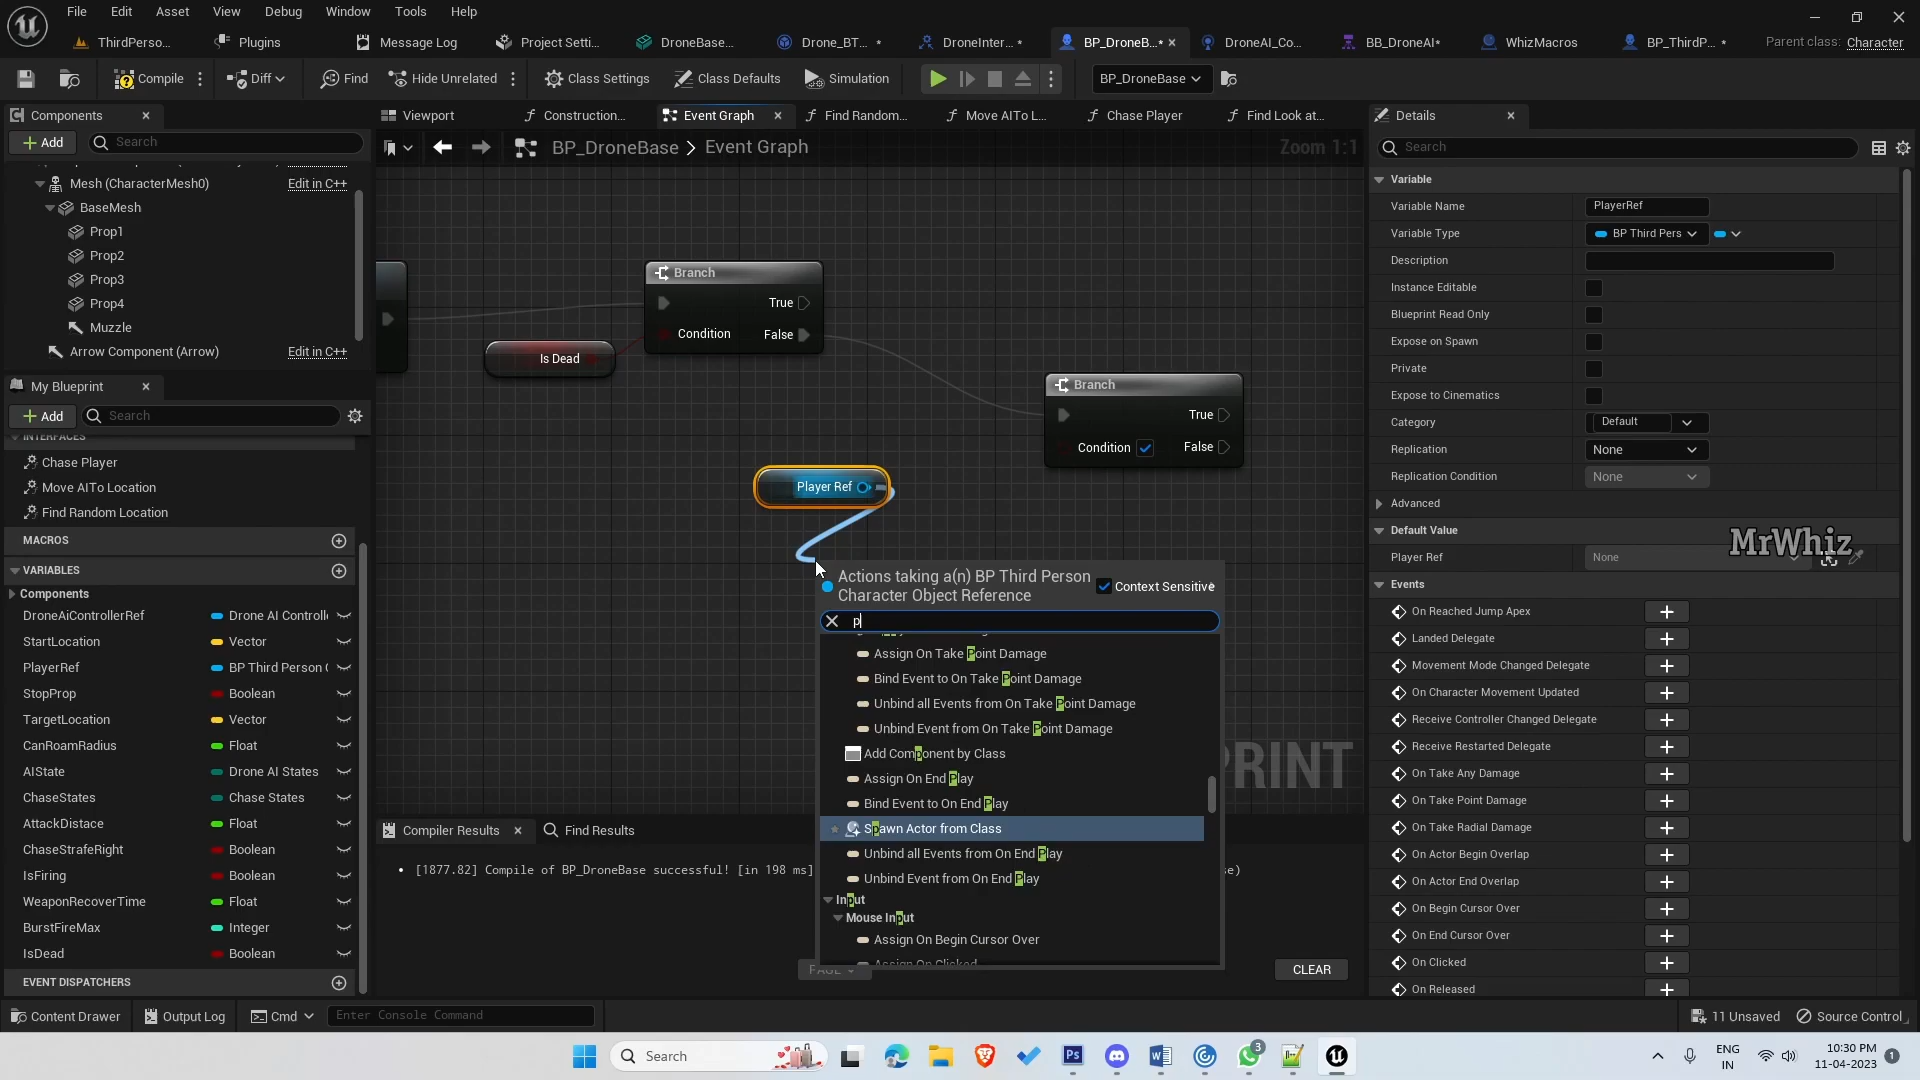 File Edit Asset View Debug Window Tools Help
ThirdPerso... Plugins Message Log Project Setti... DroneBase... Drone_BT... * DroneInter... * BP_DroneB...* DroneAI_Co... BB_DroneAI* WhizMacros BP_ThirdP... * Parent class: Character
Compile Diff Find Hide Unrelated Class Settings Class Defaults Simulation BP_DroneBase
Components
Add Search
Mesh (CharacterMesh0) Edit in C++
BaseMesh
Prop1
Prop2
Prop3
Prop4
Muzzle
Arrow Component (Arrow) Edit in C++
My Blueprint
Add Search
INTERFACES
Chase Player
Move AITo Location
Find Random Location
MACROS
VARIABLES
Components
DroneAiControllerRef Drone AI Controll
StartLocation Vector
PlayerRef BP Third Person
StopProp Boolean
TargetLocation Vector
CanRoamRadius Float
AIState Drone AI States
ChaseStates Chase States
AttackDistace Float
ChaseStrafeRight Boolean
IsFiring Boolean
WeaponRecoverTime Float
BurstFireMax Integer
IsDead Boolean
EVENT DISPATCHERS
Viewport Construction... Event Graph Find Random... Move AITo L... Chase Player Find Look at...
BP_DroneBase > Event Graph Zoom 1:1
Branch
True
Condition False
Is Dead
Branch
True
Condition False
Player Ref
Actions taking a(n) BP Third Person
Character Object Reference
Context Sensitive
p
Assign On Take Point Damage
Bind Event to On Take Point Damage
Unbind all Events from On Take Point Damage
Unbind Event from On Take Point Damage
Add Component by Class
Assign On End Play
Bind Event to On End Play
Spawn Actor from Class
Unbind all Events from On End Play
Unbind Event from On End Play
Input
Mouse Input
Assign On Begin Cursor Over
Assign On Clicked
PRINT
Compiler Results Find Results
[1877.82] Compile of BP_DroneBase successful! [in 198 ms]
PAGE CLEAR
Details
Search
Variable
Variable Name PlayerRef
Variable Type BP Third Pers
Description
Instance Editable
Blueprint Read Only
Expose on Spawn
Private
Expose to Cinematics
Category Default
Replication None
Replication Condition None
Advanced
Default Value
Player Ref None
MrWhiz
Events
On Reached Jump Apex
Landed Delegate
Movement Mode Changed Delegate
On Character Movement Updated
Receive Controller Changed Delegate
Receive Restarted Delegate
On Take Any Damage
On Take Point Damage
On Take Radial Damage
On Actor Begin Overlap
On Actor End Overlap
On Begin Cursor Over
On End Cursor Over
On Clicked
On Released
Content Drawer Output Log Cmd Enter Console Command 11 Unsaved Source Control
Search 3 ENG
IN 10:30 PM
11-04-2023 1